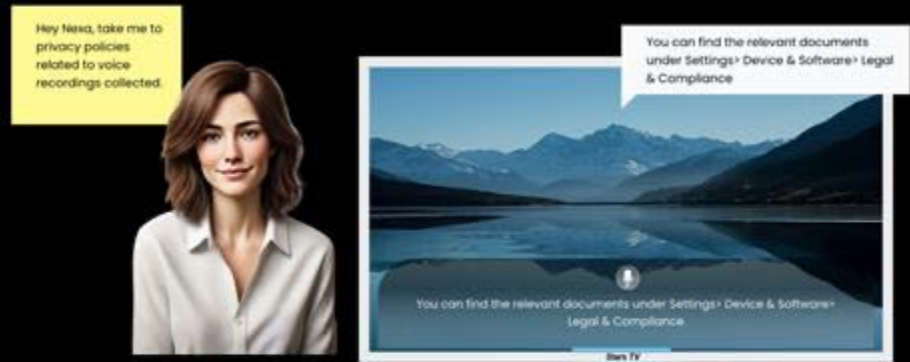 Hey Nexa, take me to
privacy policies
related to voice
recordings collected.
You can find the relevant documents
under Settings> Device & Software> Legal
& Compliance
You can find the relevant documents under Settings> Device & Software>
Legal & Compliance
Stars TV